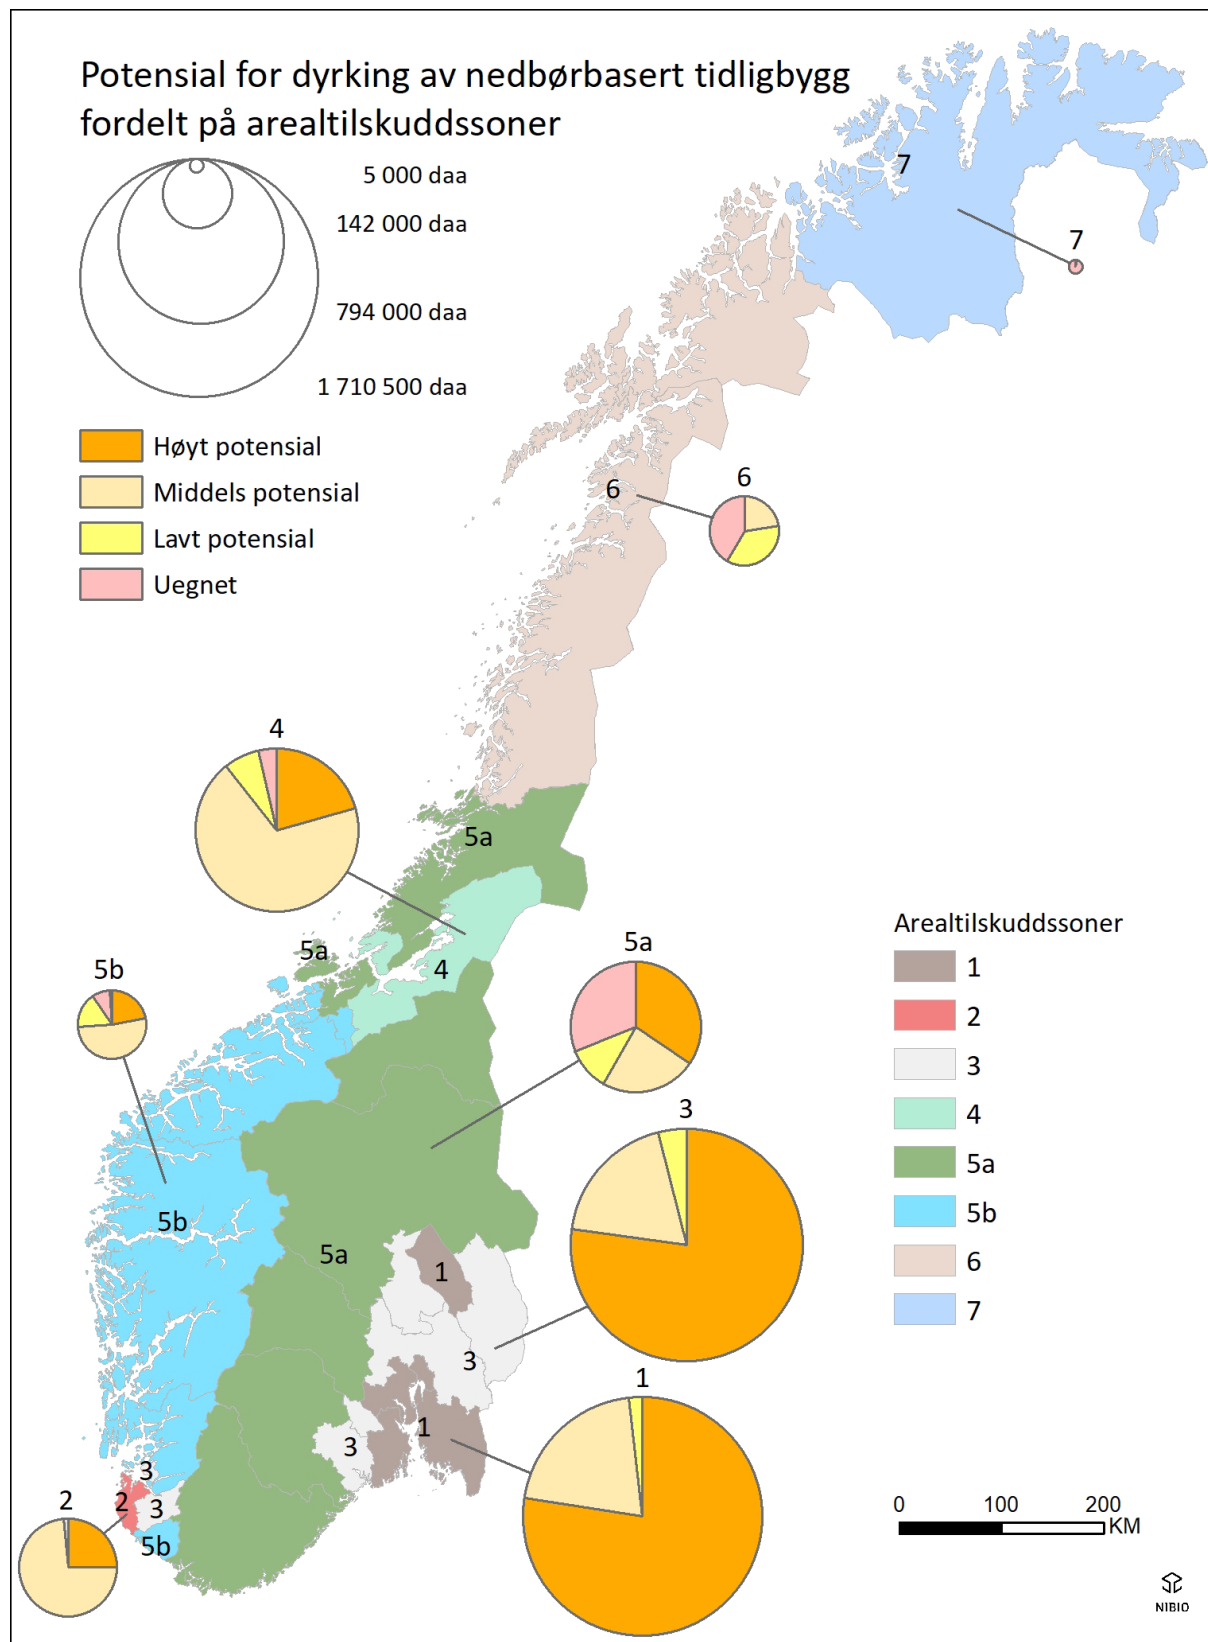 Potensial for dyrking av nedbørbasert tidligbygg
fordelt på arealtilskuddssoner
5 000 daa
142 000 daa
794 000 daa
1 710 500 daa
Høyt potensial
Middels potensial
Lavt potensial
Uegnet
7
7
6
6
4
5a
5a
4
5a
5b
3
5b
5a
1
3
1
1
3
3
2
3
2
5b
Arealtilskuddssoner
1
2
3
4
5a
5b
6
7
0 100 200
KM
NIBIO